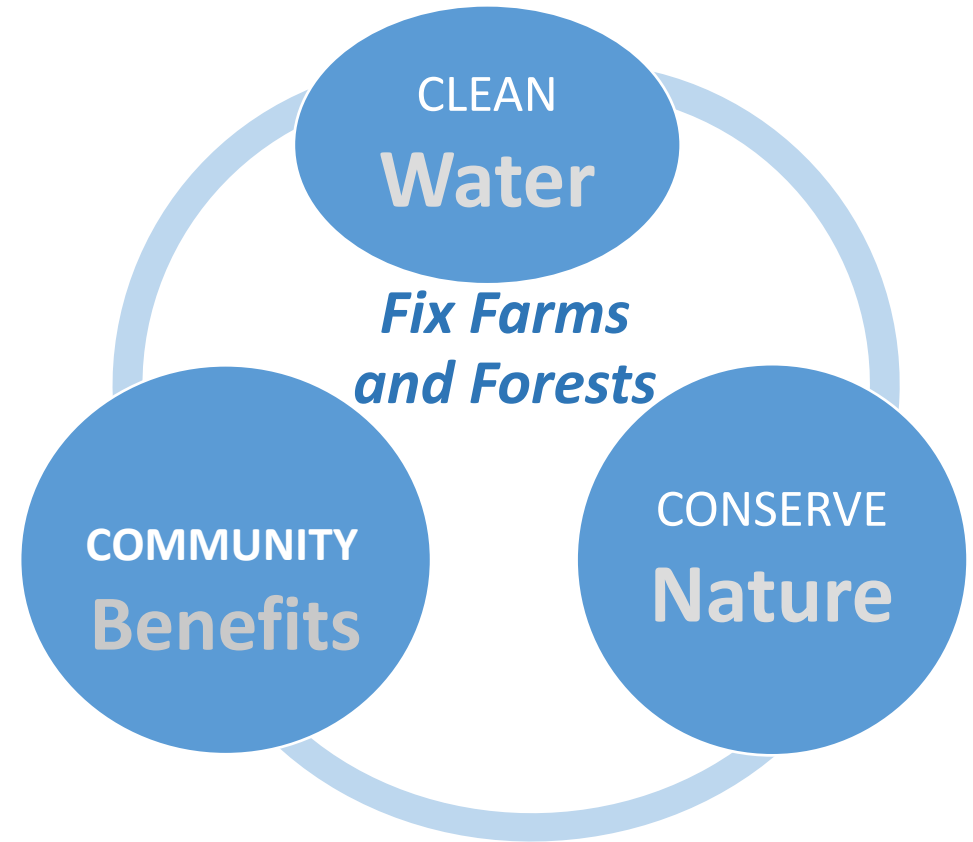 CLEAN
Water
Fix Farms
and Forests
COMMUNITY
Benefits
CONSERVE
Nature